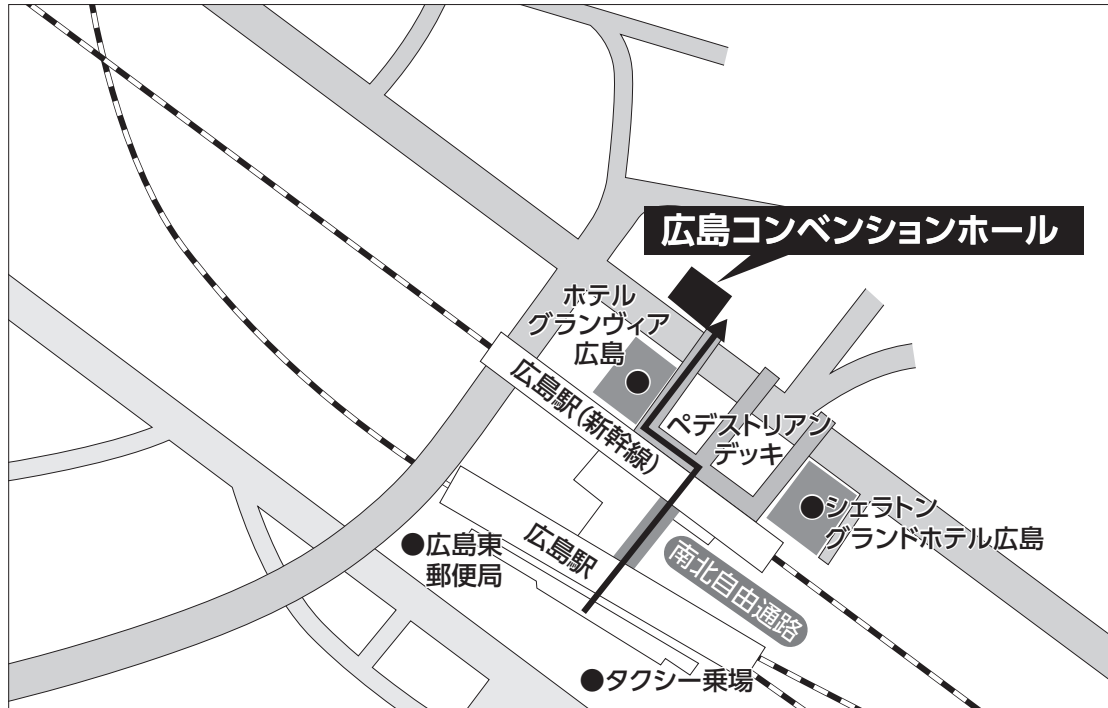 広島コンベンションホール
ホテル
グランヴィア
広島
広島駅(新幹線)
ペデストリアン
デッキ
シェラトン
グランドホテル広島
広島東
郵便局
広島駅
南北自由通路
タクシー乗場